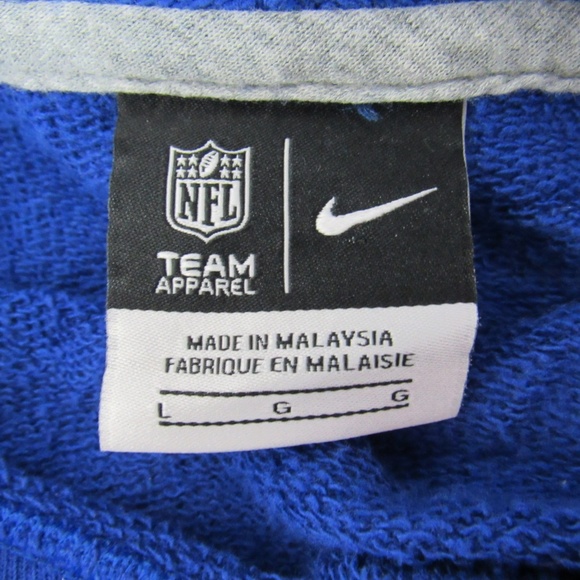 NFL
TEAM
APPAREL
MADE IN MALAYSIA
FABRIQUE EN MALAISIE
L G G